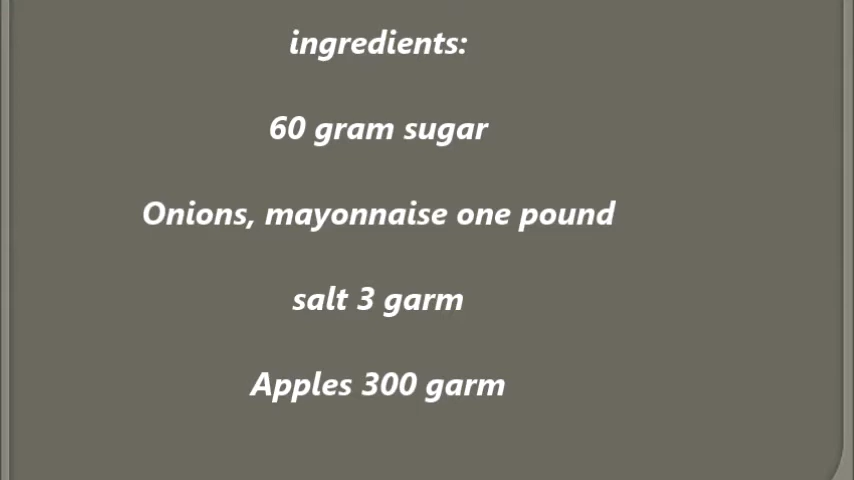 ingredients:
60 gram sugar
Onions, mayonnaise one pound
salt 3 garm
Apples 300 garm